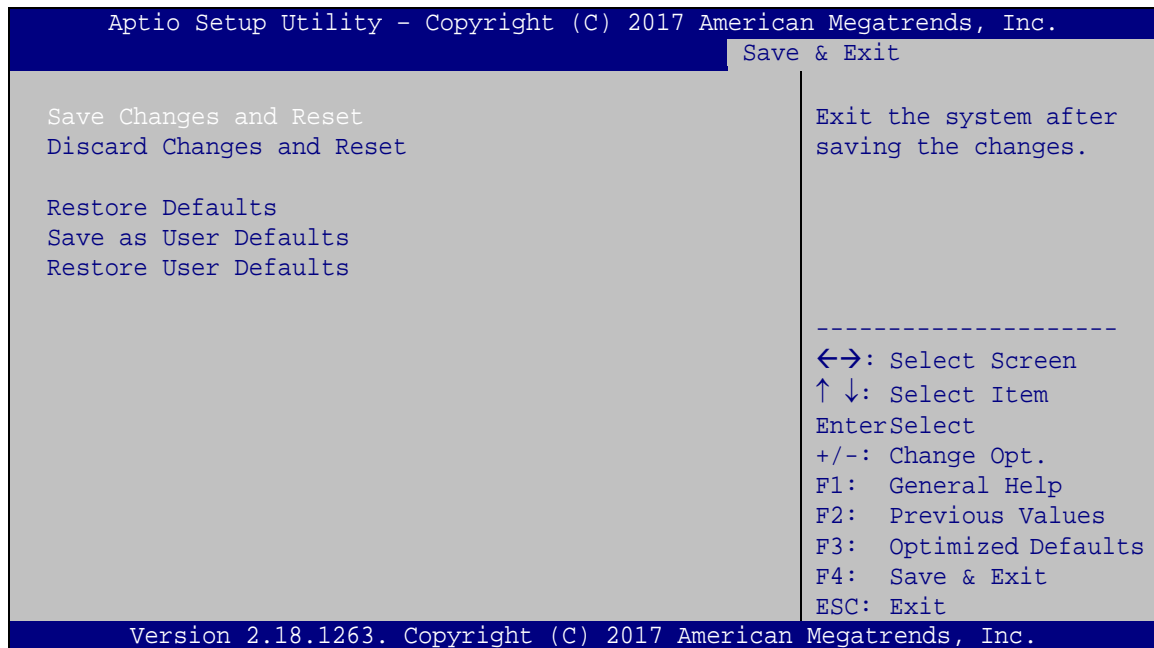 Aptio Setup Utility – Copyright (C) 2017 American Megatrends, Inc.
Save & Exit
Save Changes and Reset
Discard Changes and Reset
Restore Defaults
Save as User Defaults
Restore User Defaults
Exit the system after
saving the changes.
---------------------
←→: Select Screen
↑ ↓: Select Item
EnterSelect
+/-: Change Opt.
F1: General Help
F2: Previous Values
F3: Optimized Defaults
F4: Save & Exit
ESC: Exit
Version 2.18.1263. Copyright (C) 2017 American Megatrends, Inc.